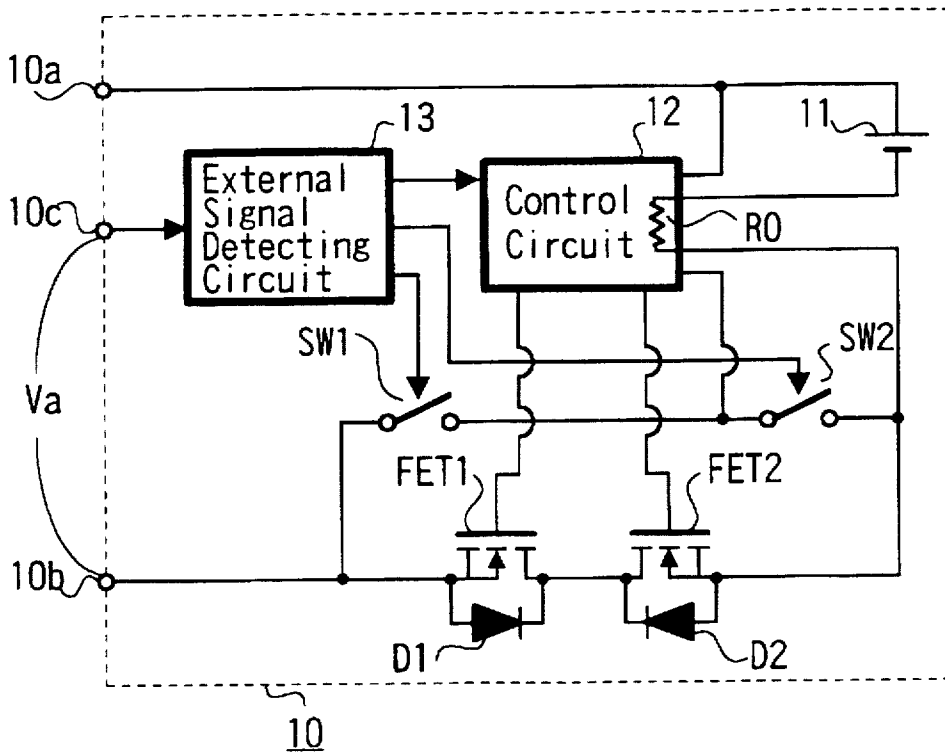 10a
13
12
11
External
Signal
Detecting
Circuit
Control
Circuit
R0
10c
SW1
SW2
Va
FET1
FET2
10b
D1
D2
10